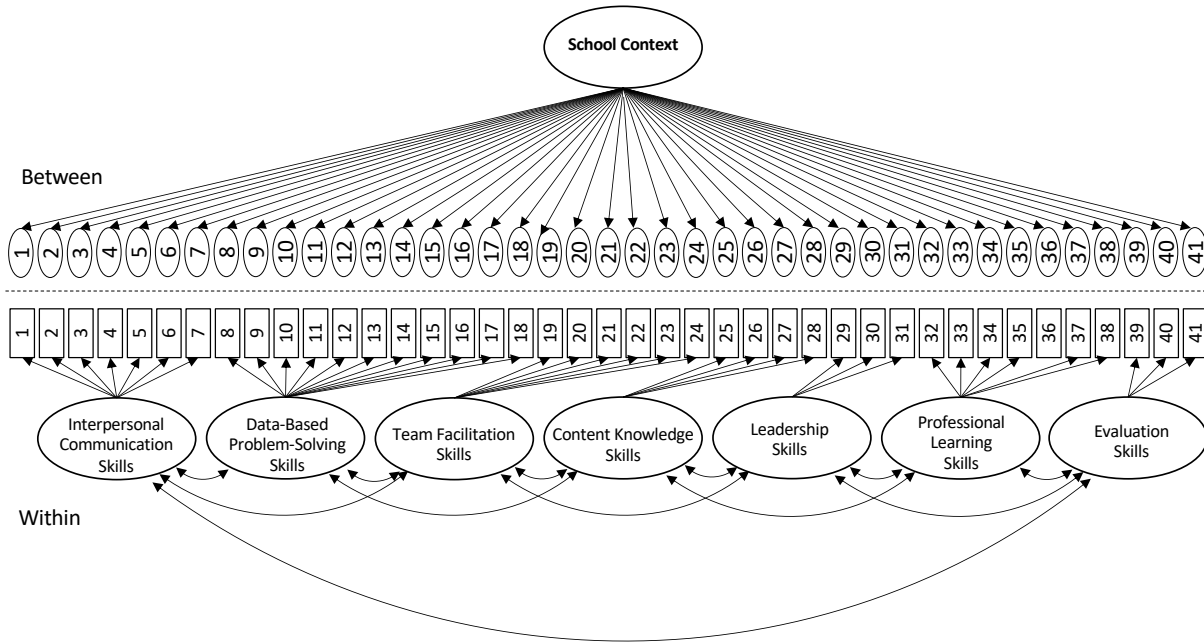 School Context
Between
1 2 3 4 5 6 7 8 9 10 11 12 13 14 15 16 17 18 19 20 21 22 23 24 25 26 27 28 29 30 31 32 33 34 35 36 37 38 39 40 41
1 2 3 4 5 6 7 8 9 10 11 12 13 14 15 16 17 18 19 20 21 22 23 24 25 26 27 28 29 30 31 32 33 34 35 36 37 38 39 40 41
Interpersonal
Communication
Skills
Data-Based
Problem-Solving
Skills
Team Facilitation
Skills
Content Knowledge
Skills
Leadership
Skills
Professional
Learning
Skills
Evaluation
Skills
Within